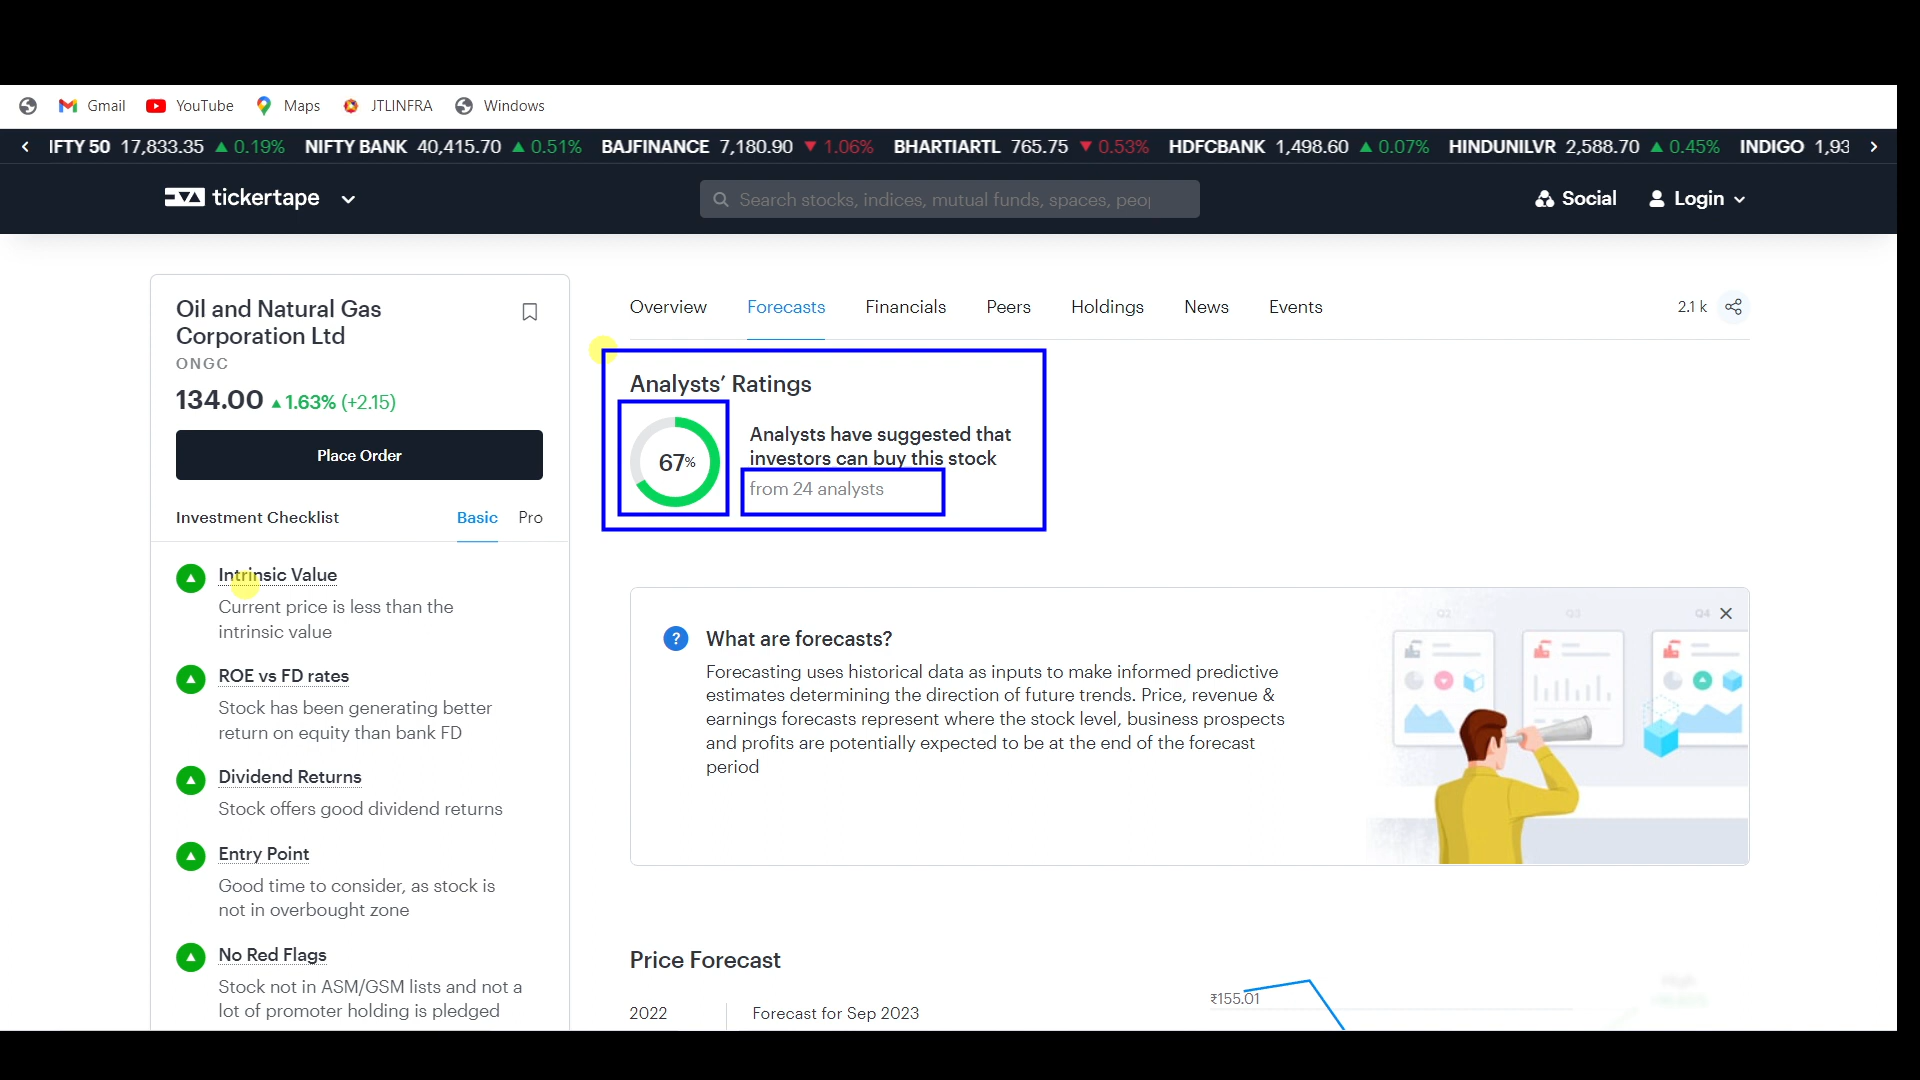 Gmail YouTube Maps JTLINFRA Windows
IFTY 50 17,833.35 ▲ 0.19% NIFTY BANK 40,415.70 ▲ 0.51% BAJFINANCE 7,180.90 ▼ 1.06% BHARTIARTL 765.75 ▼ 0.53% HDFCBANK 1,498.60 ▲ 0.07% HINDUNILVR 2,588.70 ▲ 0.45% INDIGO 1,93
tickertape
Search stocks, indices, mutual funds, spaces, peop
Social Login
Oil and Natural Gas
Corporation Ltd
ONGC
134.00 ▲ 1.63% (+2.15)
Place Order
Investment Checklist Basic Pro
Intrinsic Value
Current price is less than the
intrinsic value
ROE vs FD rates
Stock has been generating better
return on equity than bank FD
Dividend Returns
Stock offers good dividend returns
Entry Point
Good time to consider, as stock is
not in overbought zone
No Red Flags
Stock not in ASM/GSM lists and not a
lot of promoter holding is pledged
Overview Forecasts Financials Peers Holdings News Events 2.1 k
Analysts’ Ratings
67%
Analysts have suggested that
investors can buy this stock
from 24 analysts
Q2 Q3 Q4
? What are forecasts?
Forecasting uses historical data as inputs to make informed predictive
estimates determining the direction of future trends. Price, revenue &
earnings forecasts represent where the stock level, business prospects
and profits are potentially expected to be at the end of the forecast
period
Price Forecast
2022 Forecast for Sep 2023
₹155.01